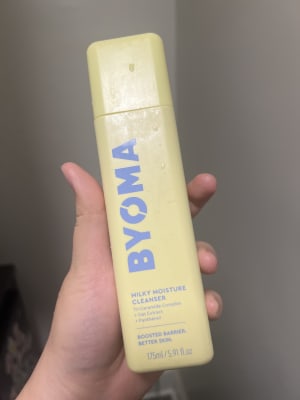 BYOMA
MILKY MOISTURE
CLEANSER
Tri-Ceramide Complex
+ Oat Extract
+ Panthenol
BOOSTED BARRIER.
BETTER SKIN.
175ml / 5.91 fl.oz